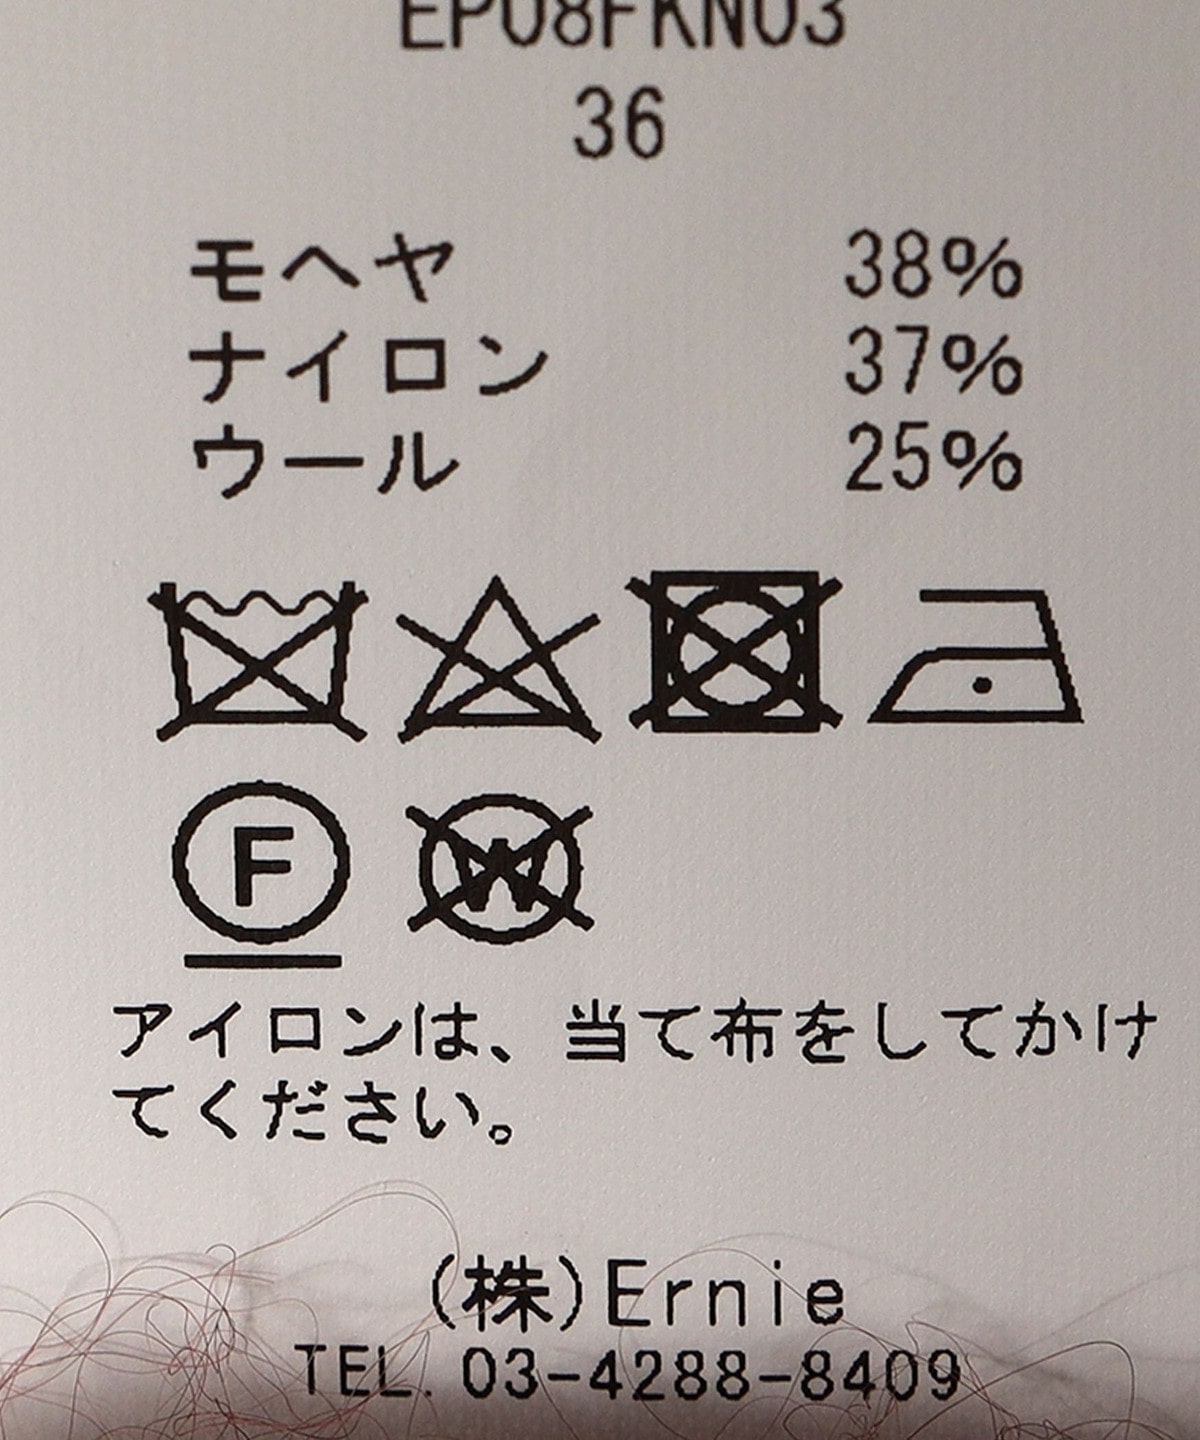 EP08FKN03
36
モヘヤ 38%
ナイロン 37%
ウール 25%
F W
アイロンは、当て布をしてかけ
てください。
(株)Ernie
TEL. 03-4288-8409